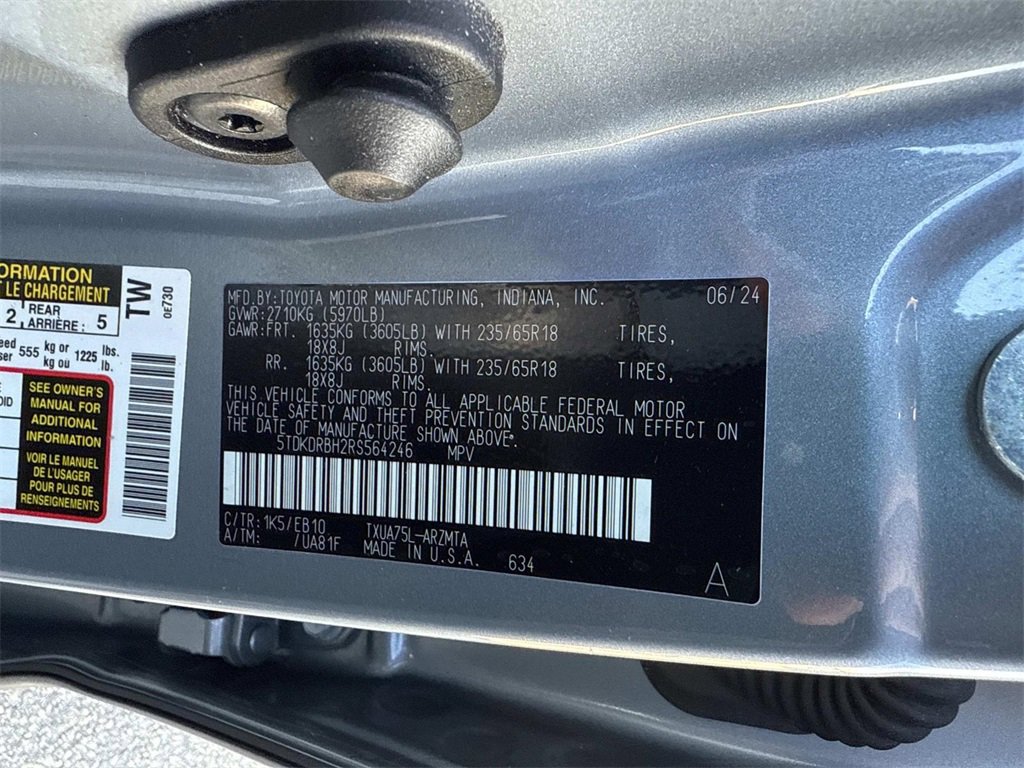 ORMATION
T LE CHARGEMENT
2 REAR ARRIÈRE : 5
TW
0E730
eed
ser 555 kg or kg ou 1225 lbs. lb.
OID
SEE OWNER'S
MANUAL FOR
ADDITIONAL
INFORMATION
VOIR LE MANUEL
DE L'USAGER
POUR PLUS DE
RENSEIGNEMENTS
MFD.BY:TOYOTA MOTOR MANUFACTURING, INDIANA, INC. 06/24
GVWR:2710KG (5970LB)
GAWR:FRT. 1635KG (3605LB) WITH 235/65R18 TIRES,
18X8J RIMS.
RR. 1635KG (3605LB) WITH 235/65R18 TIRES,
18X8J RIMS.
THIS VEHICLE CONFORMS TO ALL APPLICABLE FEDERAL MOTOR
VEHICLE SAFETY AND THEFT PREVENTION STANDARDS IN EFFECT ON
THE DATE OF MANUFACTURE SHOWN ABOVE.
5TDKDRBH2RS564246 MPV
C/TR:1K5/EB10 TXUA75L-ARZMTA
A/TM: /UA81F MADE IN U.S.A. 634
A